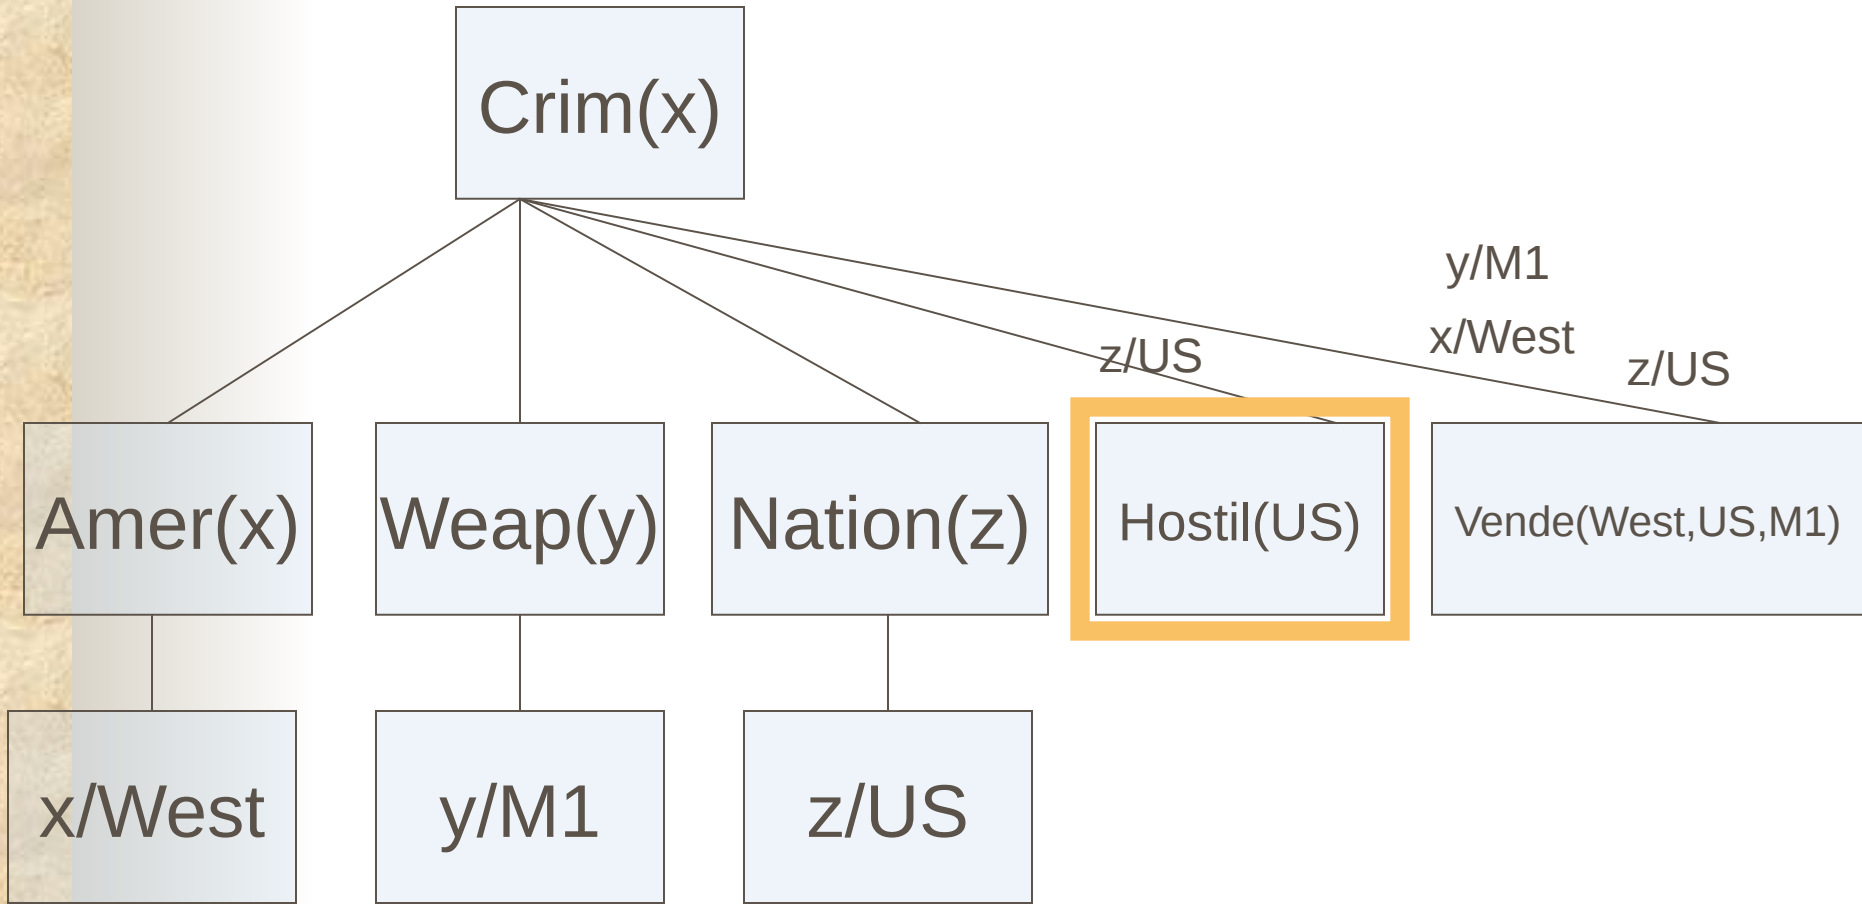 Crim(x)
y/M1
x/West
z/US
z/US
Amer(x)
Weap(y)
Nation(z)
Hostil(US)
Vende(West,US,M1)
x/West
y/M1
z/US